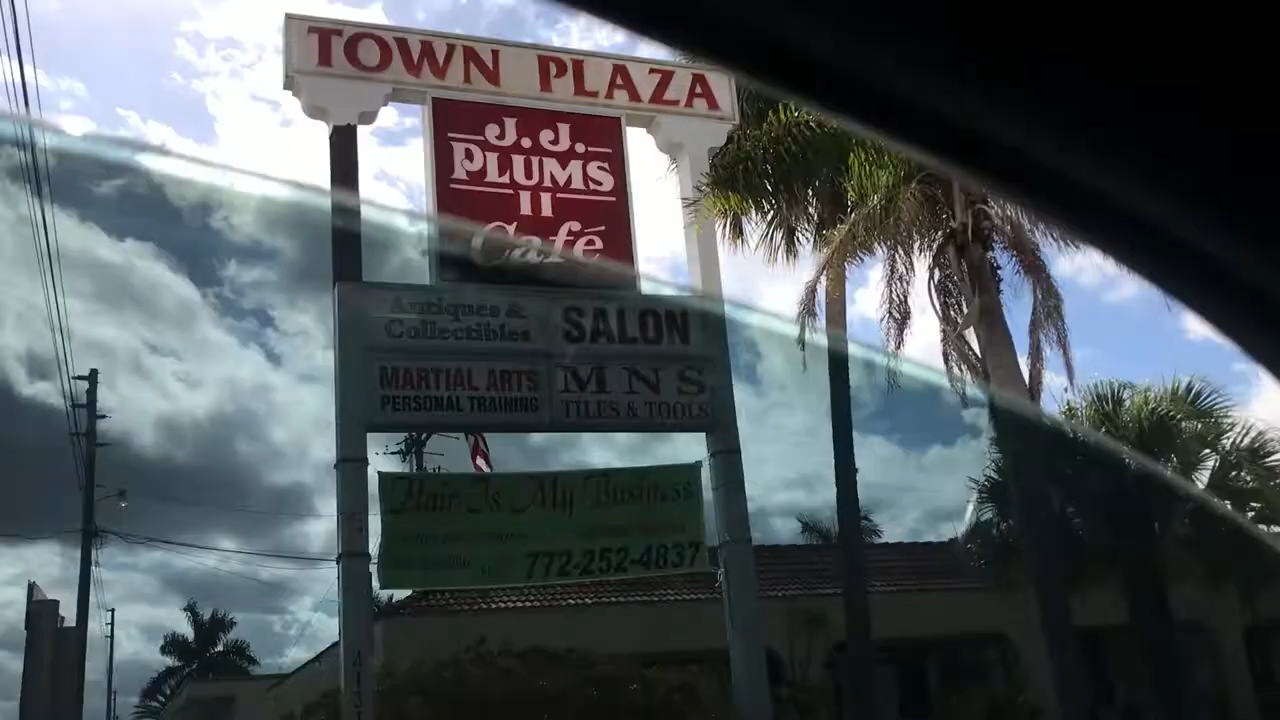 TOWN PLAZA
J.J.
PLUMS
II
Café
Antiques &
Collectibles
SALON
MARTIAL ARTS
PERSONAL TRAINING
MNS
TILES & TOOLS
Hair Is My Business
772-252-4837